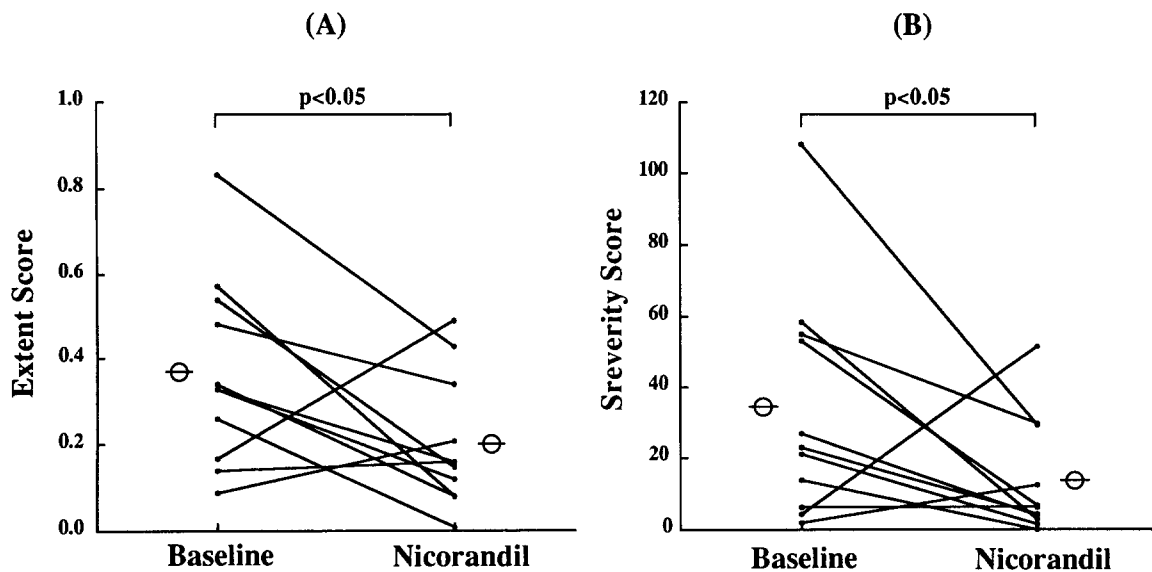 (A)
p<0.05
1.0
0.8
0.6
0.4
0.2
0.0
Extent Score
Baseline
Nicorandil
(B)
p<0.05
120
100
80
60
40
20
0
Sreverity Score
Baseline
Nicorandil